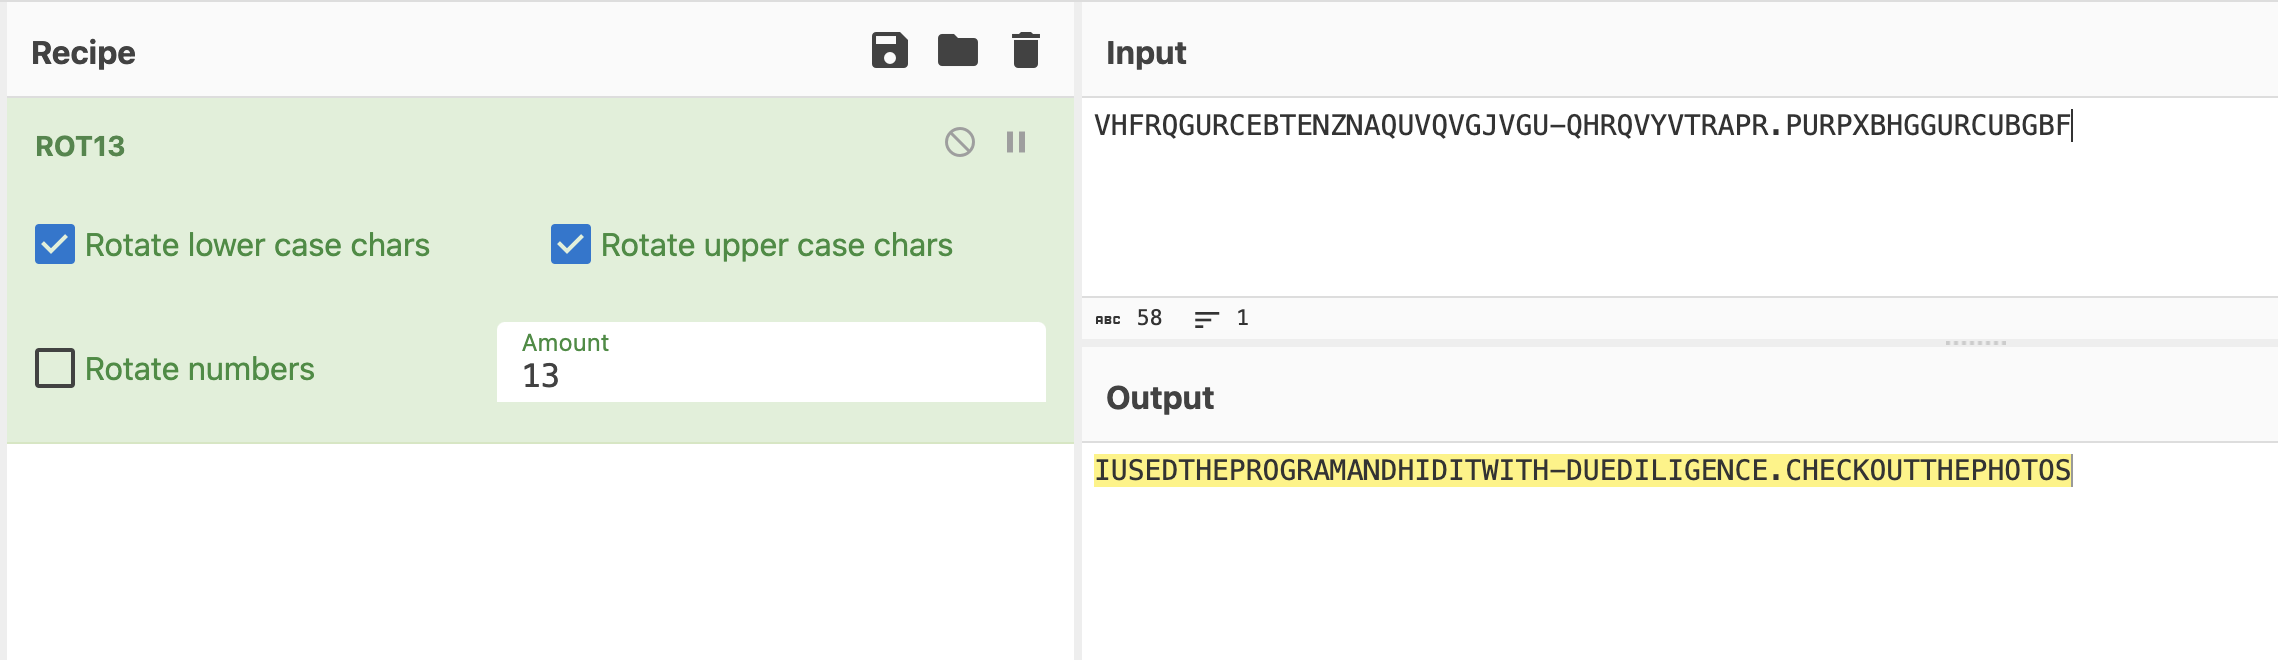 Recipe
ROT13
Rotate lower case chars
Rotate upper case chars
Rotate numbers
Amount
13
Input
VHFRQGURCEBTENZNAQUVQVGJVGU-QHRQVYVTRAPR.PURPXBHGGURCUBGBF
ABC 58 1
Output
IUSEDTHEPROGRAMANDHIDITWITH-DUEDILIGENCE.CHECKOUTTHEPHOTOS